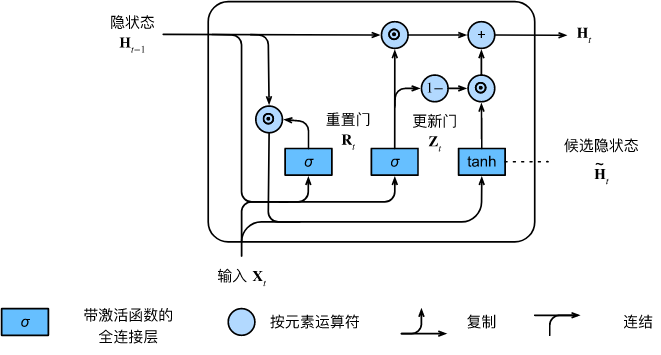 隐状态
H_{t−1}
H_t
+
1−
重置门
R_t
更新门
Z_t
σ
σ
tanh
候选隐状态
H̃_t
输入 X_t
σ
带激活函数的
全连接层
按元素运算符
复制
连结